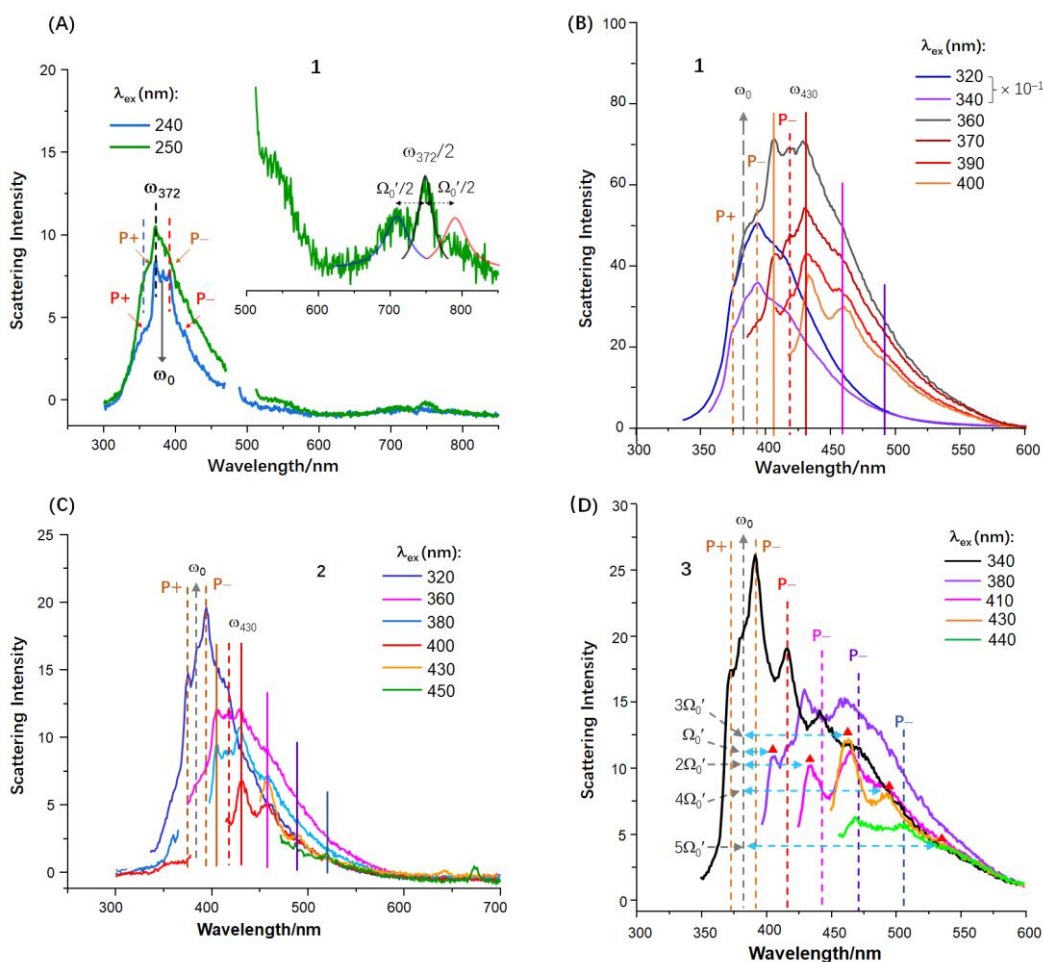 (A)
1
λex (nm):
240
250
ω372
P+
P−
P+
P−
ω0
ω372/2
Ω0′/2
Ω0′/2
Scattering Intensity
20
15
10
5
0
500
600
700
800
300
400
500
600
700
800
Wavelength/nm
(B)
1
λex (nm):
320
340
× 10⁻¹
360
370
390
400
ω0
ω430
P−
P−
P+
Scattering Intensity
100
80
60
40
20
0
300
350
400
450
500
550
600
Wavelength/nm
(C)
2
λex (nm):
320
360
380
400
430
450
P+
ω0
P−
ω430
Scattering Intensity
25
20
15
10
5
0
300
400
500
600
700
Wavelength/nm
(D)
3
λex (nm):
340
380
410
430
440
P+
ω0
P−
P−
P−
P−
P−
3Ω0′
Ω0′
2Ω0′
4Ω0′
5Ω0′
Scattering Intensity
30
25
20
15
10
5
0
300
350
400
450
500
550
600
Wavelength/nm